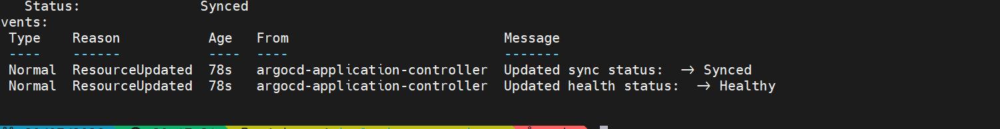 Status: Synced
vents:
Type Reason Age From Message
---- ------ ---- ---- -------
Normal ResourceUpdated 78s argocd-application-controller Updated sync status: -> Synced
Normal ResourceUpdated 78s argocd-application-controller Updated health status: -> Healthy